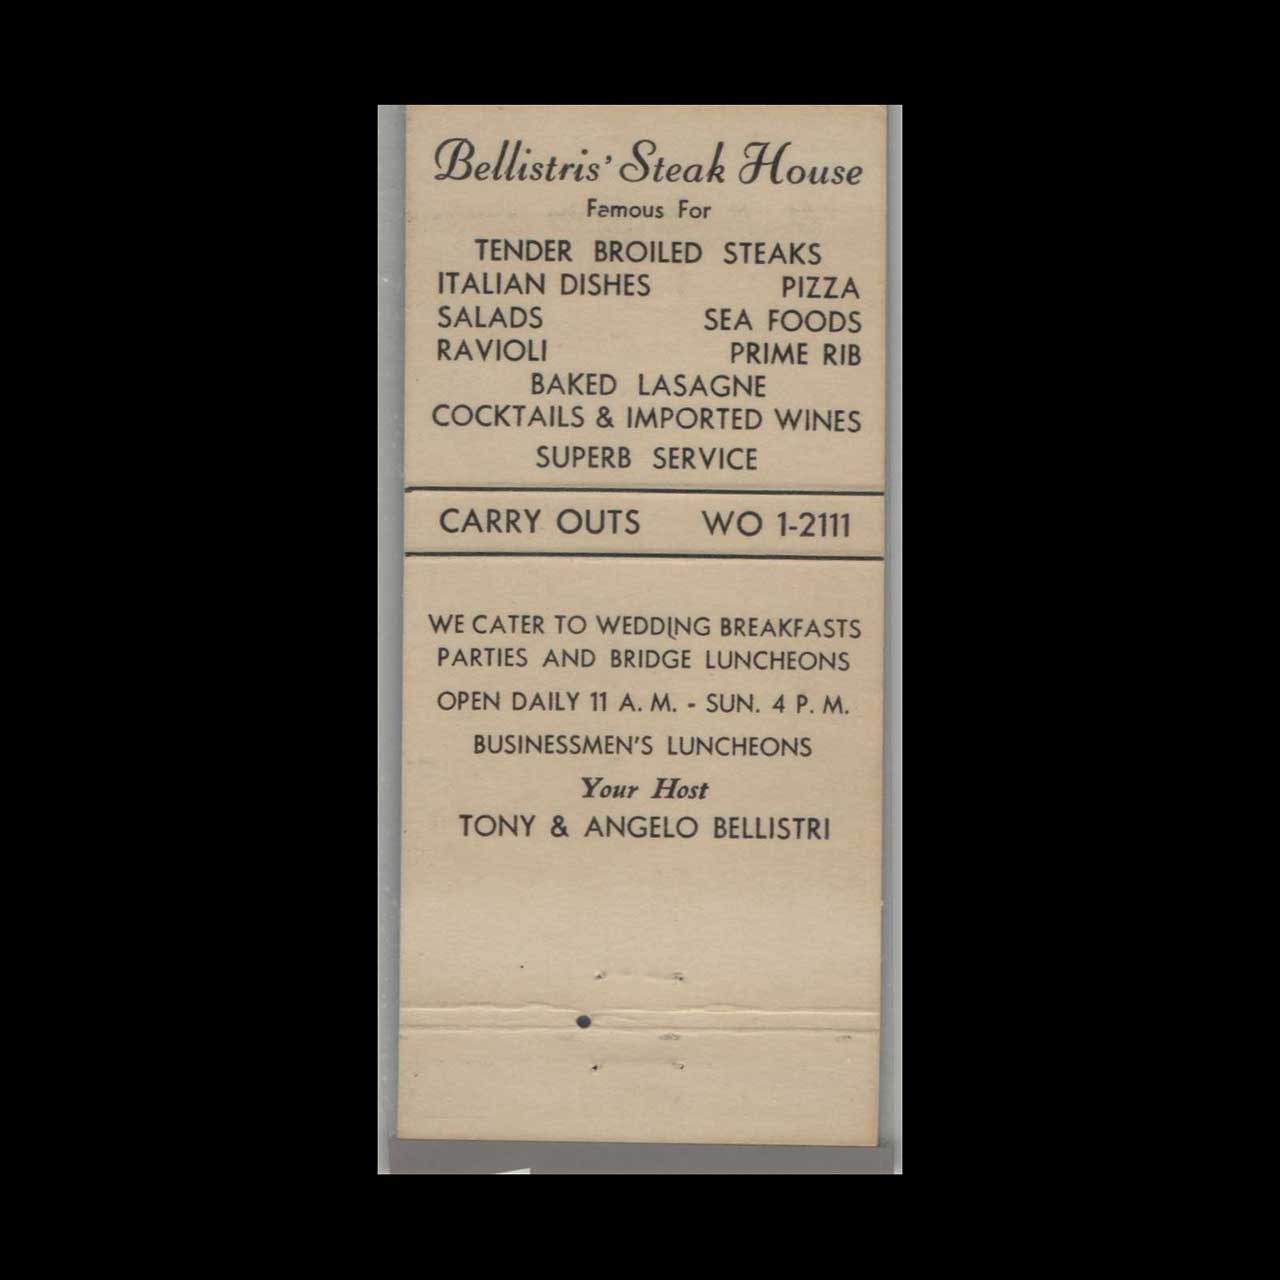 Bellistris' Steak House
Famous For
TENDER BROILED STEAKS
ITALIAN DISHES PIZZA
SALADS SEA FOODS
RAVIOLI PRIME RIB
BAKED LASAGNE
COCKTAILS & IMPORTED WINES
SUPERB SERVICE
CARRY OUTS WO 1-2111
WE CATER TO WEDDING BREAKFASTS
PARTIES AND BRIDGE LUNCHEONS
OPEN DAILY 11 A. M. - SUN. 4 P. M.
BUSINESSMEN'S LUNCHEONS
Your Host
TONY & ANGELO BELLISTRI